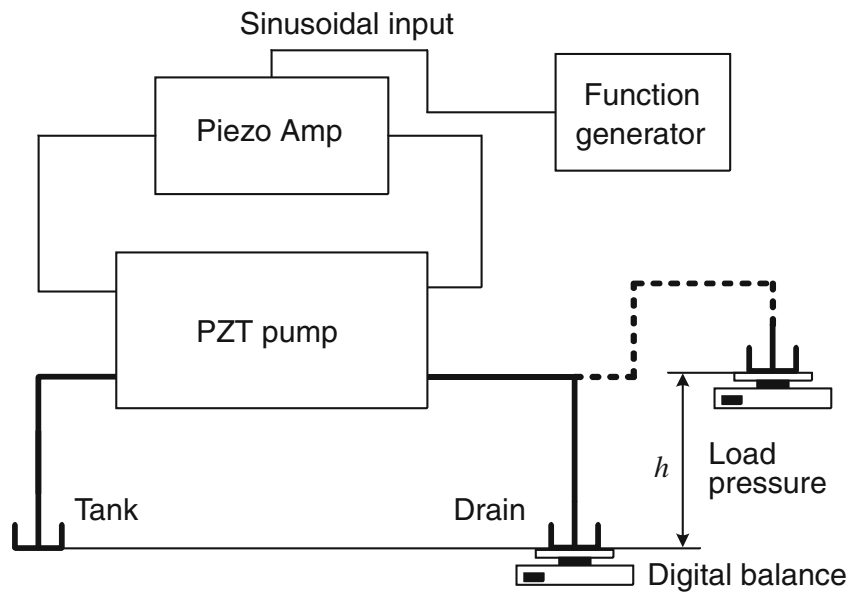 Sinusoidal input
Piezo Amp
Function
generator
PZT pump
Tank
Drain
h
Load
pressure
Digital balance